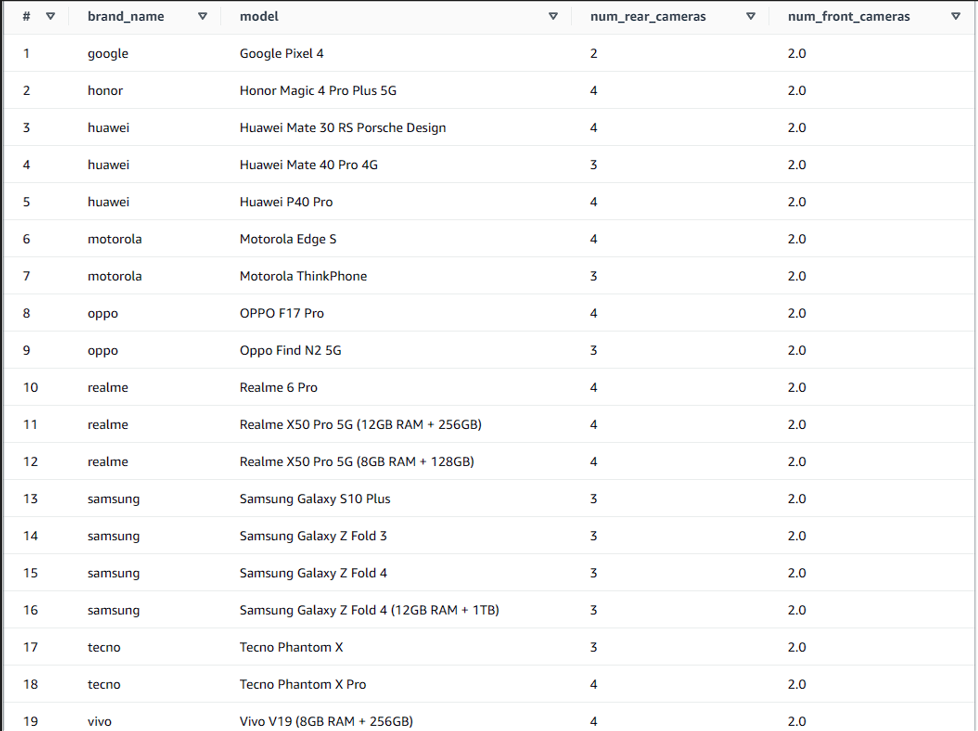 # brand_name model num_rear_cameras num_front_cameras
1 google Google Pixel 4 2 2.0
2 honor Honor Magic 4 Pro Plus 5G 4 2.0
3 huawei Huawei Mate 30 RS Porsche Design 4 2.0
4 huawei Huawei Mate 40 Pro 4G 3 2.0
5 huawei Huawei P40 Pro 4 2.0
6 motorola Motorola Edge S 4 2.0
7 motorola Motorola ThinkPhone 3 2.0
8 oppo OPPO F17 Pro 4 2.0
9 oppo Oppo Find N2 5G 3 2.0
10 realme Realme 6 Pro 4 2.0
11 realme Realme X50 Pro 5G (12GB RAM + 256GB) 4 2.0
12 realme Realme X50 Pro 5G (8GB RAM + 128GB) 4 2.0
13 samsung Samsung Galaxy S10 Plus 3 2.0
14 samsung Samsung Galaxy Z Fold 3 3 2.0
15 samsung Samsung Galaxy Z Fold 4 3 2.0
16 samsung Samsung Galaxy Z Fold 4 (12GB RAM + 1TB) 3 2.0
17 tecno Tecno Phantom X 3 2.0
18 tecno Tecno Phantom X Pro 4 2.0
19 vivo Vivo V19 (8GB RAM + 256GB) 4 2.0